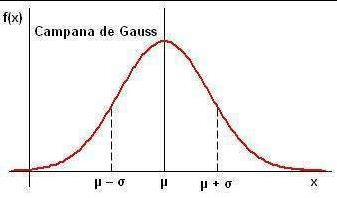 f(x)
Campana de Gauss
μ – σ μ μ + σ x